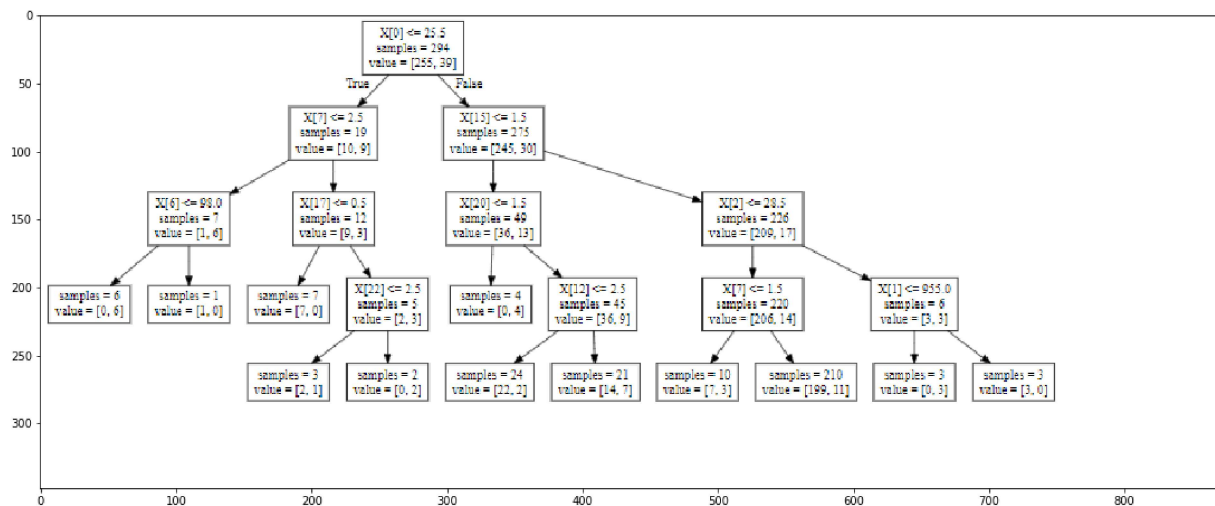 0
X[0] <= 25.5
samples = 294
value = [255, 39]
50
True
False
X[7] <= 2.5
samples = 19
value = [10, 9]
X[15] <= 1.5
samples = 275
value = [245, 30]
100
X[6] <= 98.0
samples = 7
value = [1, 6]
X[17] <= 0.5
samples = 12
value = [9, 3]
X[20] <= 1.5
samples = 49
value = [36, 13]
X[2] <= 28.5
samples = 226
value = [209, 17]
150
200
samples = 6
value = [0, 6]
samples = 1
value = [1, 0]
samples = 7
value = [7, 0]
X[22] <= 2.5
samples = 5
value = [2, 3]
samples = 4
value = [0, 4]
X[12] <= 2.5
samples = 45
value = [36, 9]
X[7] <= 1.5
samples = 220
value = [206, 14]
X[1] <= 955.0
samples = 6
value = [3, 3]
250
samples = 3
value = [2, 1]
samples = 2
value = [0, 2]
samples = 24
value = [22, 2]
samples = 21
value = [14, 7]
samples = 10
value = [7, 3]
samples = 210
value = [199, 11]
samples = 3
value = [0, 3]
samples = 3
value = [3, 0]
300
0 100 200 300 400 500 600 700 800